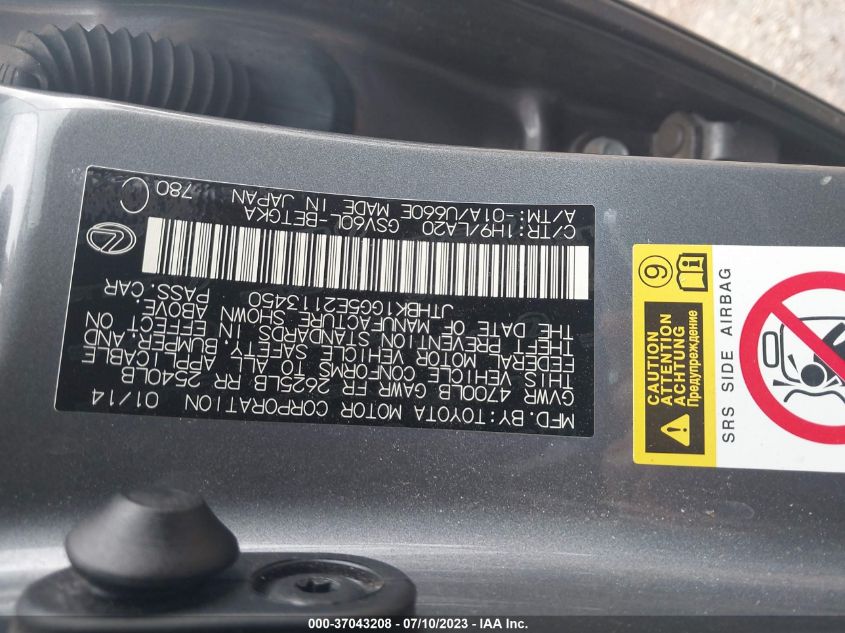 MFD. BY: TOYOTA MOTOR CORPORATION 01/14
GVWR 4700LB GAWR FR 2625LB RR 2540LB
THIS VEHICLE CONFORMS TO ALL APPLICABLE
FEDERAL MOTOR VEHICLE SAFETY, BUMPER, AND
THEFT PREVENTION STANDARDS IN EFFECT ON
THE DATE OF MANUFACTURE SHOWN ABOVE.
JTHBK1GG5E2113450 PASS. CAR
C/TR: 1H9/LA20 GSV60L-BETGKA
A/TM: -01A/U660E MADE IN JAPAN 780
9
CAUTION
ATTENTION
ACHTUNG
Предупреждение
SRS SIDE AIRBAG
000-37043208 - 07/10/2023 - © IAA Inc.